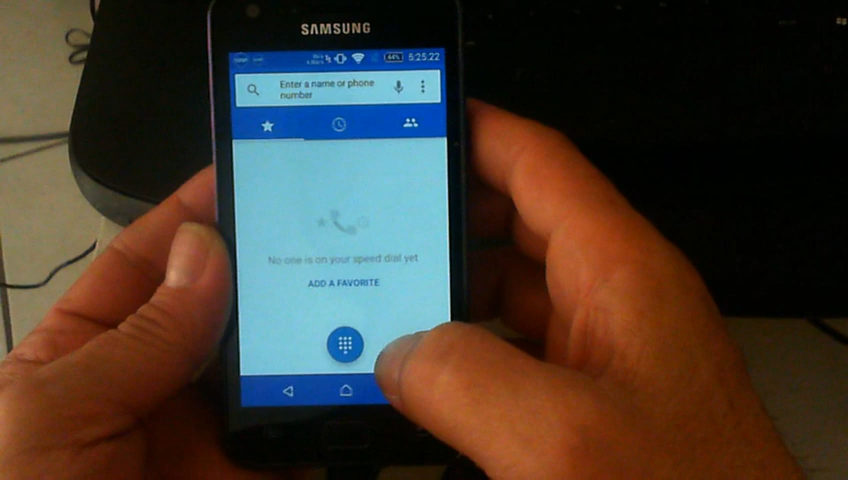 SAMSUNG
64% 5:25:22
Enter a name or phone
number
No one is on your speed dial yet
ADD A FAVORITE